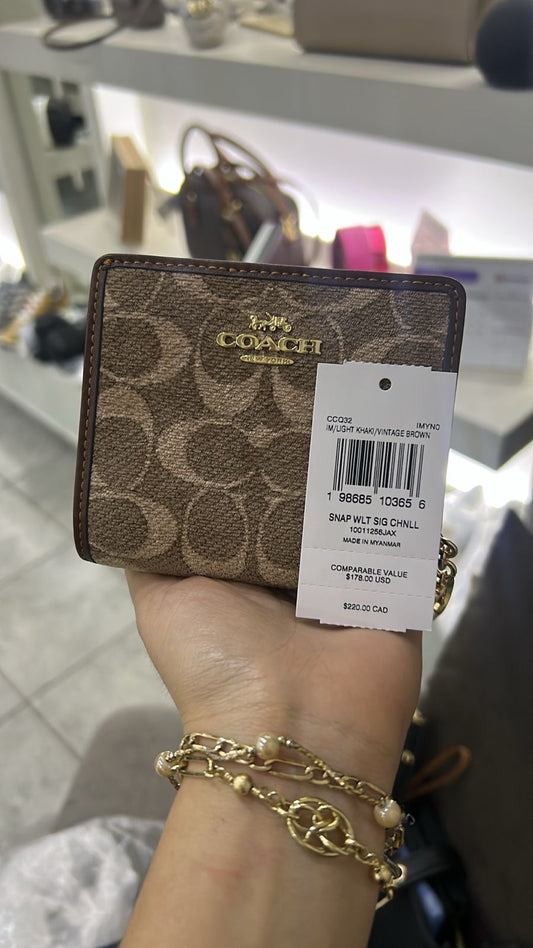 COACH
NEW YORK
CCQ32 IMYN0
IM/LIGHT KHAKI/VINTAGE BROWN
1 98685 10365 6
SNAP WLT SIG CHNLL
10011256JAX
MADE IN MYANMAR
COMPARABLE VALUE
$178.00 USD
$220.00 CAD